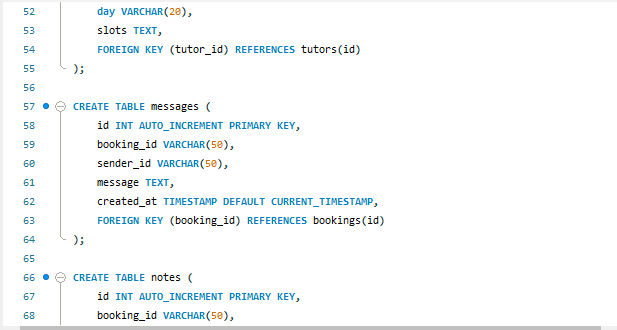 52 day VARCHAR(20),
53 slots TEXT,
54 FOREIGN KEY (tutor_id) REFERENCES tutors(id)
55 );
56
57 CREATE TABLE messages (
58 id INT AUTO_INCREMENT PRIMARY KEY,
59 booking_id VARCHAR(50),
60 sender_id VARCHAR(50),
61 message TEXT,
62 created_at TIMESTAMP DEFAULT CURRENT_TIMESTAMP,
63 FOREIGN KEY (booking_id) REFERENCES bookings(id)
64 );
65
66 CREATE TABLE notes (
67 id INT AUTO_INCREMENT PRIMARY KEY,
68 booking_id VARCHAR(50),